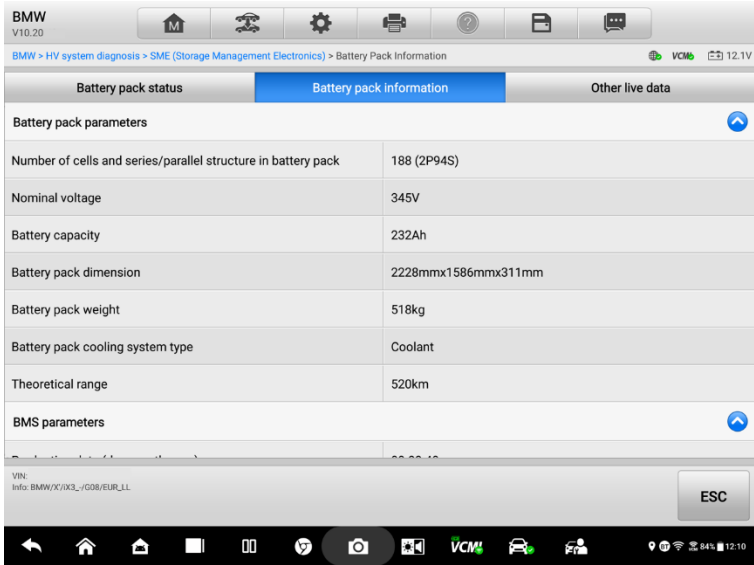 BMW
V10.20
M
?
BMW > HV system diagnosis > SME (Storage Management Electronics) > Battery Pack Information
VCMI
12.1V
Battery pack status
Battery pack information
Other live data
Battery pack parameters
Number of cells and series/parallel structure in battery pack 188 (2P94S)
Nominal voltage 345V
Battery capacity 232Ah
Battery pack dimension 2228mmx1586mmx311mm
Battery pack weight 518kg
Battery pack cooling system type Coolant
Theoretical range 520km
BMS parameters
VIN:
Info: BMW/X'/iX3_-/G08/EUR_LL
ESC
VCMI
BT
84%
12:10